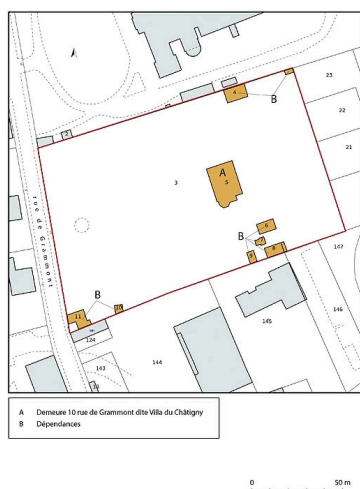 23
22
21
4
B
2
A
5
3
rue de Grammont
6
B
7
8
9
147
B
10
11
146
145
124
144
143
13
A Demeure 10 rue de Grammont dite Villa du Châtigny
B Dépendances
0 50 m